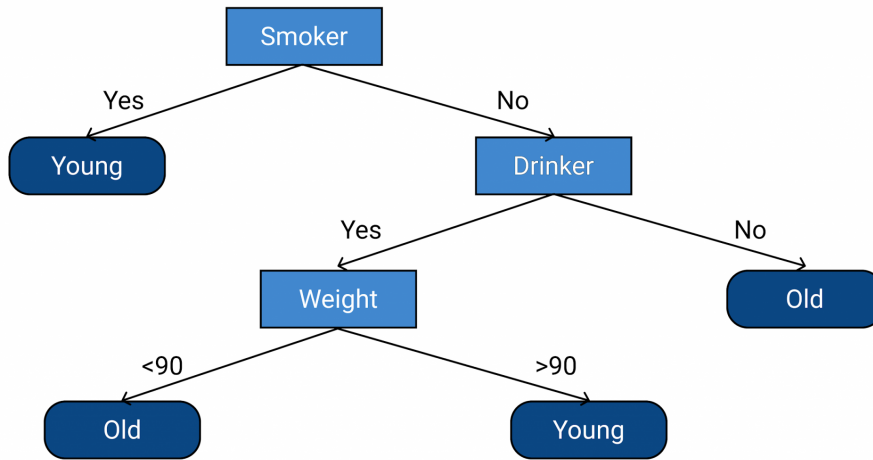 Smoker
Yes
No
Young
Drinker
Yes
No
Weight
Old
<90
>90
Old
Young